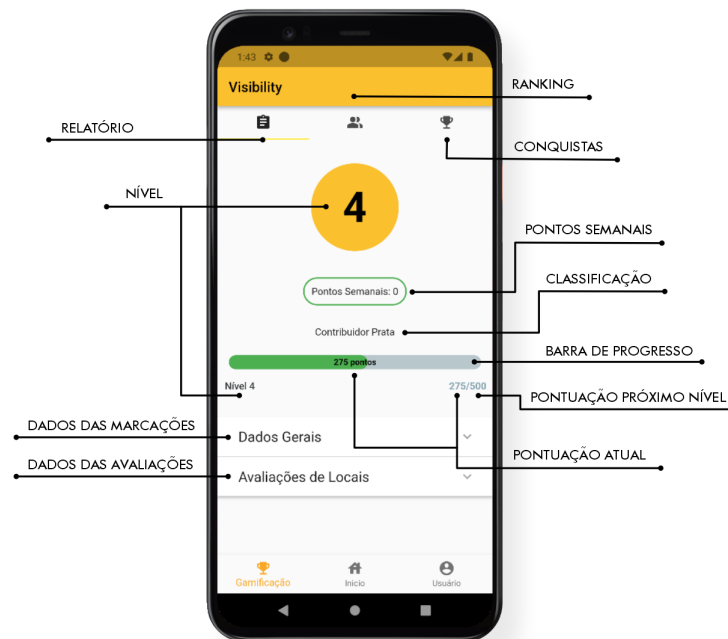 1:43
Visibility
RANKING
RELATÓRIO
CONQUISTAS
NÍVEL
4
PONTOS SEMANAIS
Pontos Semanais: 0
CLASSIFICAÇÃO
Contribuidor Prata
BARRA DE PROGRESSO
275 pontos
Nível 4
275/500
PONTUAÇÃO PRÓXIMO NÍVEL
DADOS DAS MARCAÇÕES
Dados Gerais
PONTUAÇÃO ATUAL
DADOS DAS AVALIAÇÕES
Avaliações de Locais
Gamificação
Inicio
Usuário